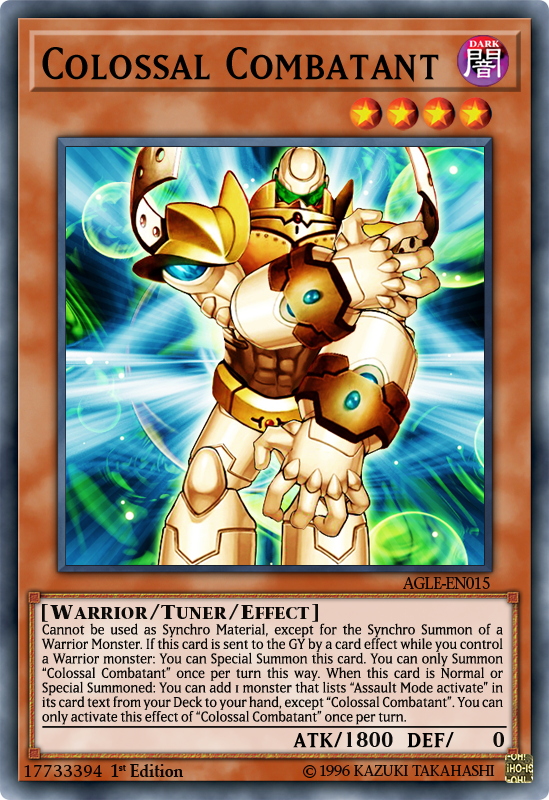 Colossal Combatant
DARK
闇
AGLE-EN015
[Warrior/Tuner/Effect]
Cannot be used as Synchro Material, except for the Synchro Summon of a
Warrior Monster. If this card is sent to the GY by a card effect while you control
a Warrior monster: You can Special Summon this card. You can only Summon
“Colossal Combatant” once per turn this way. When this card is Normal or
Special Summoned: You can add 1 monster that lists “Assault Mode activate” in
its card text from your Deck to your hand, except “Colossal Combatant”. You can
only activate this effect of “Colossal Combatant” once per turn.
ATK/1800 DEF/ 0
17733394 1st Edition © 1996 KAZUKI TAKAHASHI